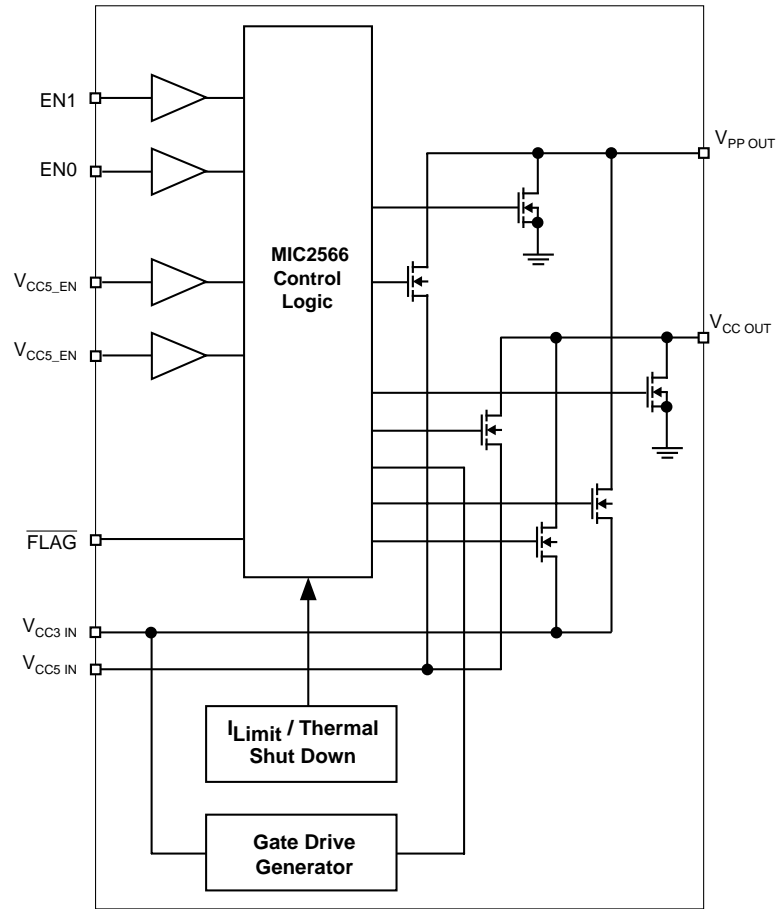 EN1
EN0
VCC5_EN
VCC5_EN
FLAG
VCC3 IN
VCC5 IN
MIC2566
Control
Logic
VPP OUT
VCC OUT
ILimit / Thermal
Shut Down
Gate Drive
Generator